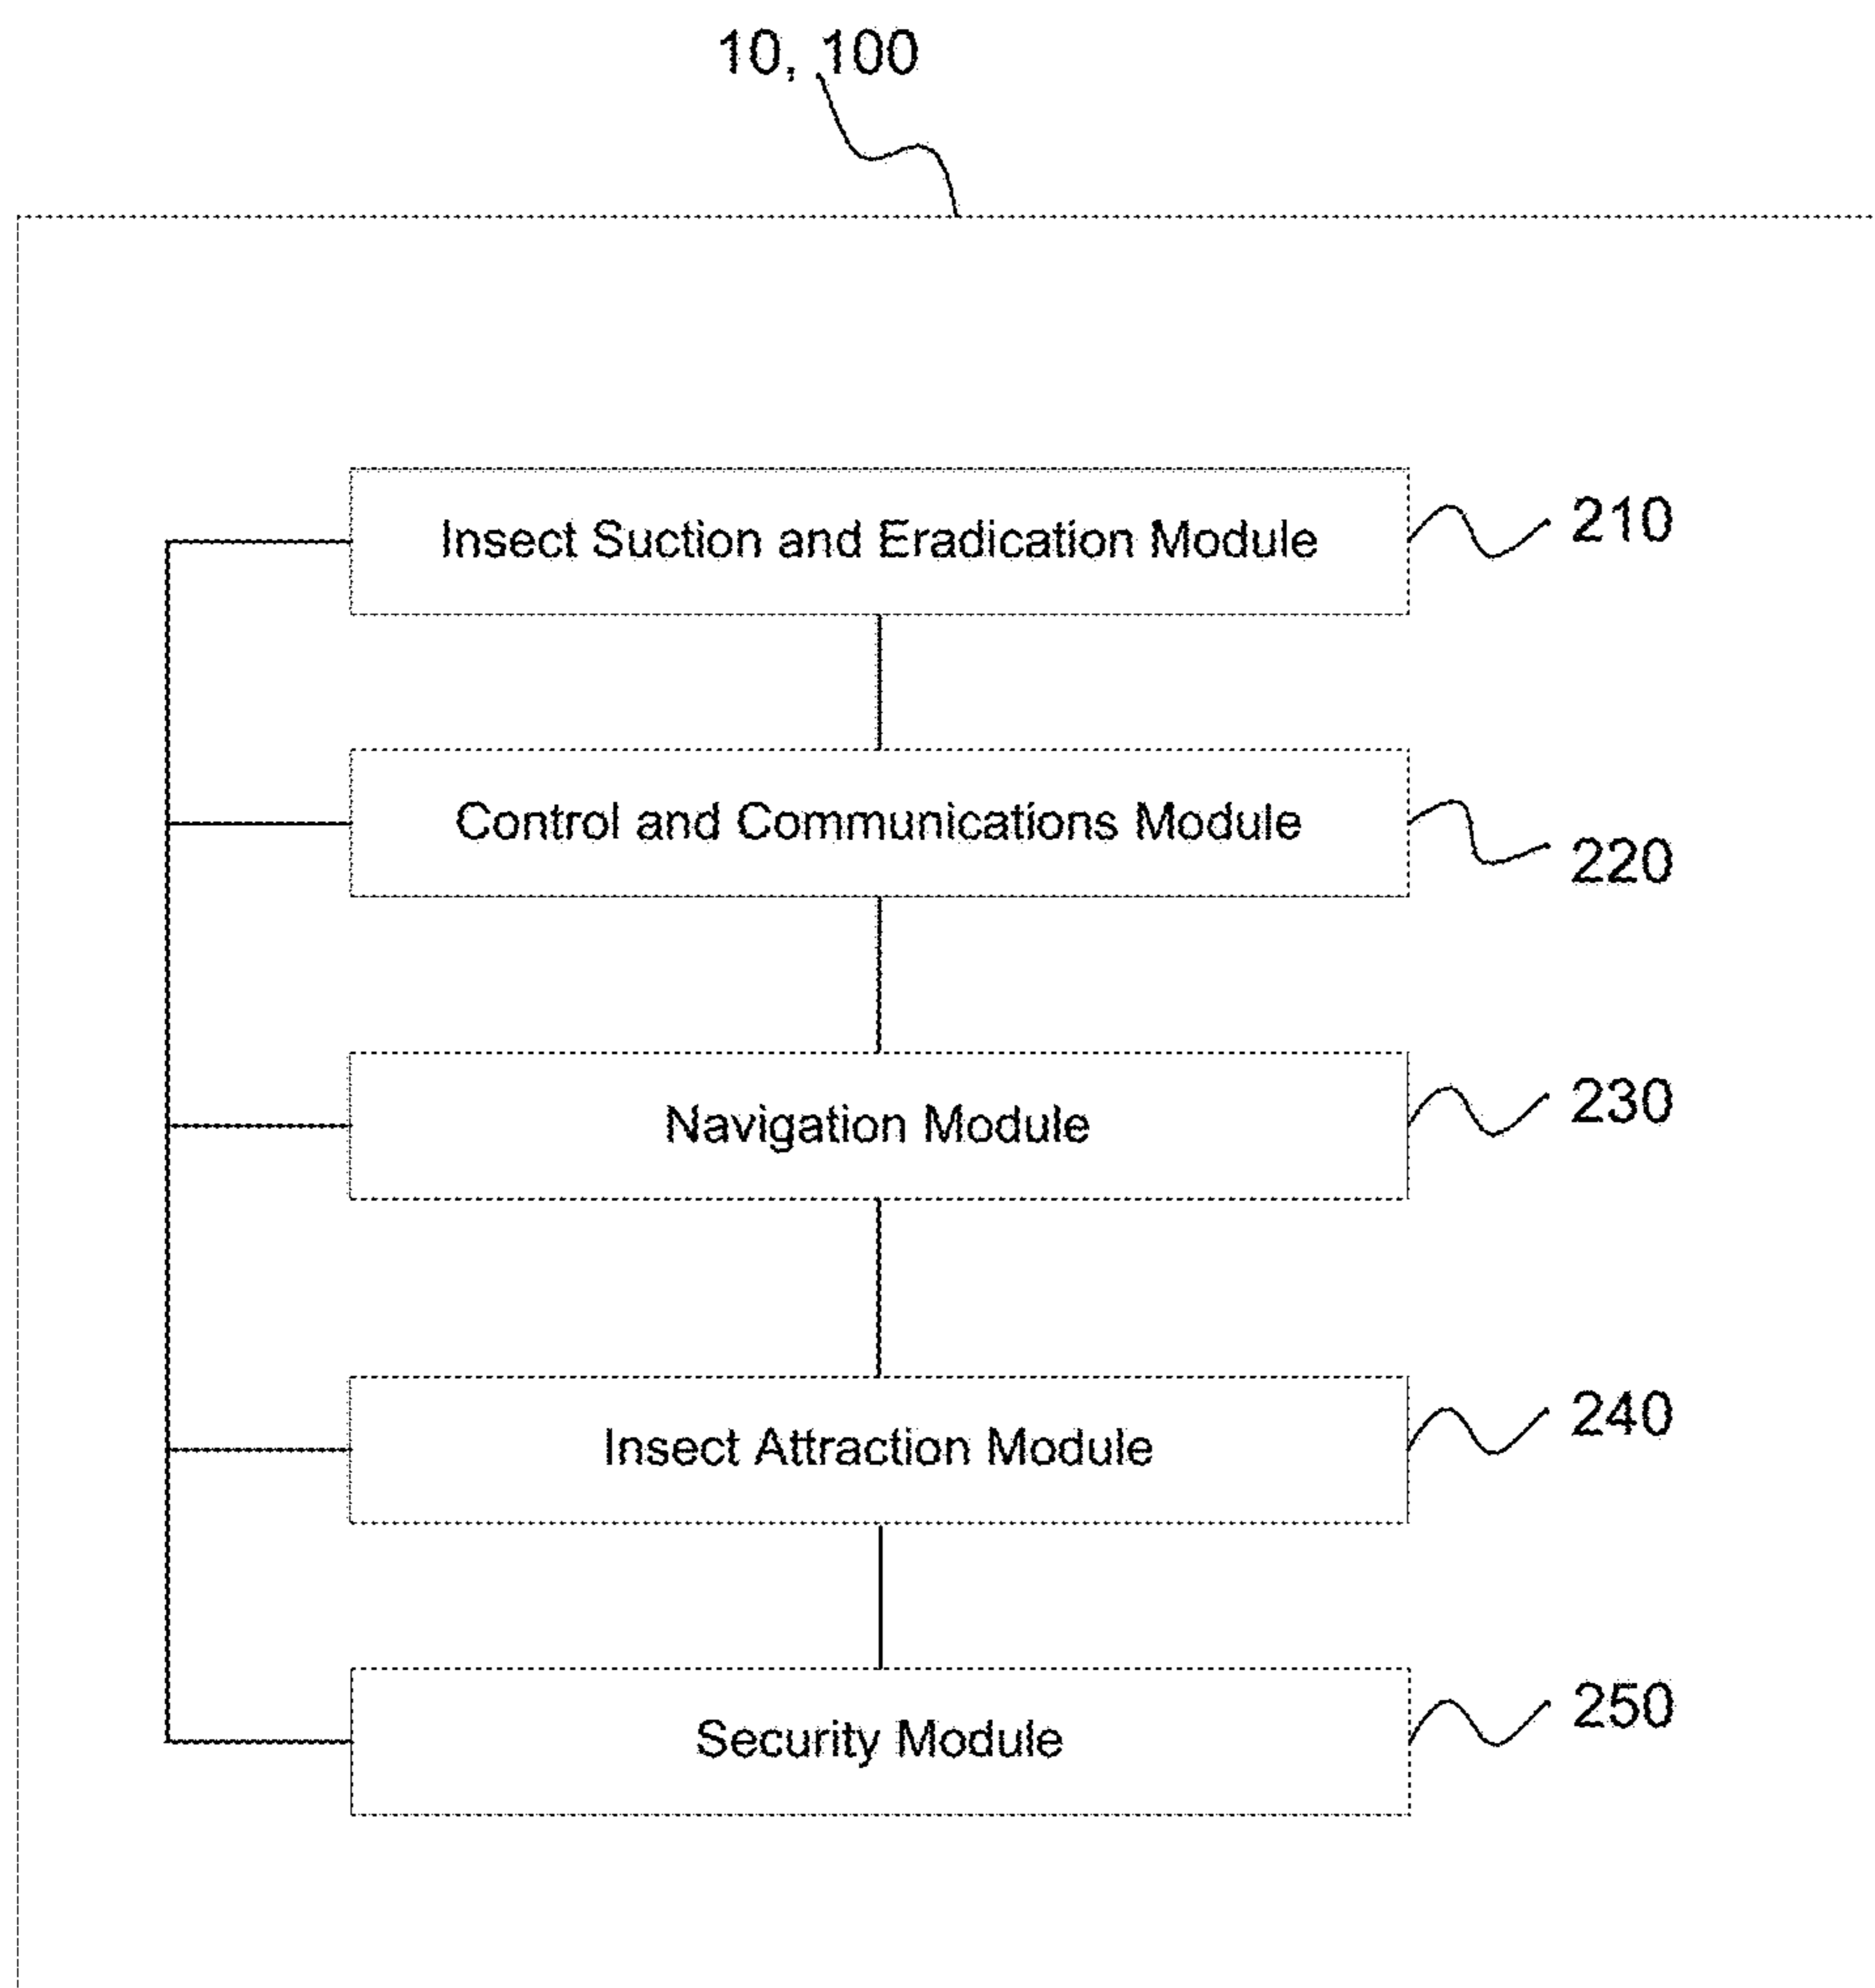 10, 100
Insect Suction and Eradication Module
210
Control and Communications Module
220
Navigation Module
230
Insect Attraction Module
240
Security Module
250